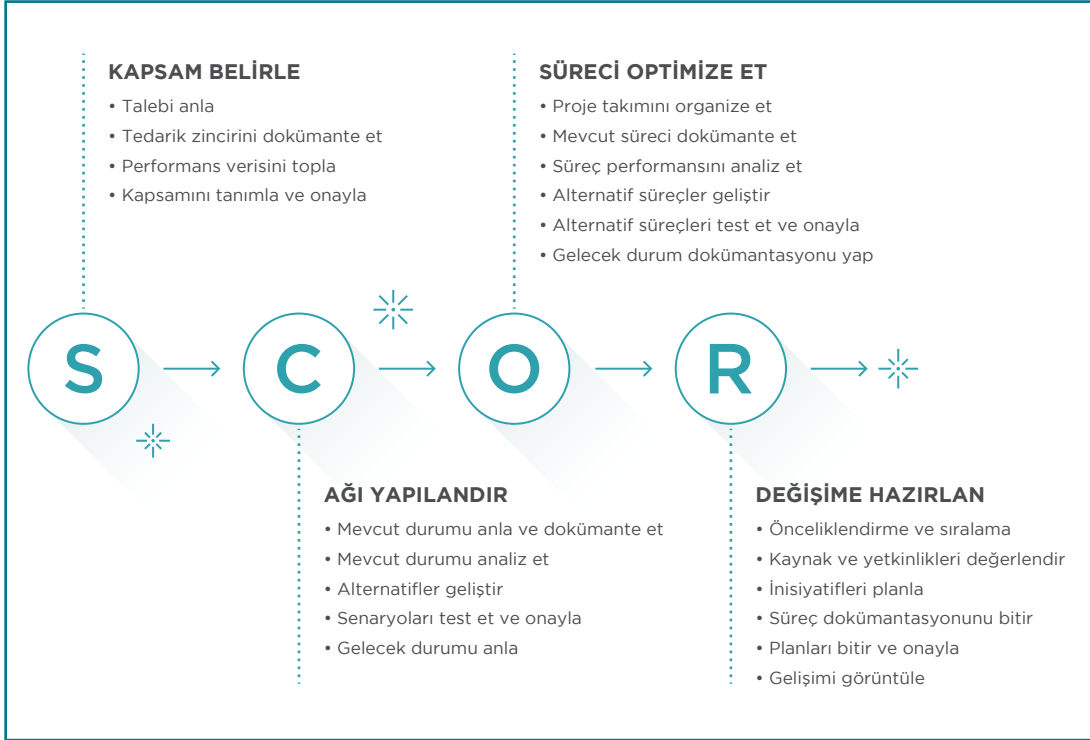 KAPSAM BELİRLE
• Talebi anla
• Tedarik zincirini dokümante et
• Performans verisini topla
• Kapsamını tanımla ve onayla
SÜRECİ OPTİMİZE ET
• Proje takımını organize et
• Mevcut süreci dokümante et
• Süreç performansını analiz et
• Alternatif süreçler geliştir
• Alternatif süreçleri test et ve onayla
• Gelecek durum dokümantasyonu yap
S
C
O
R
AĞI YAPILANDIR
• Mevcut durumu anla ve dokümante et
• Mevcut durumu analiz et
• Alternatifler geliştir
• Senaryoları test et ve onayla
• Gelecek durumu anla
DEĞİŞİME HAZIRLAN
• Önceliklendirme ve sıralama
• Kaynak ve yetkinlikleri değerlendir
• İnisiyatifleri planla
• Süreç dokümantasyonunu bitir
• Planları bitir ve onayla
• Gelişimi görüntüle